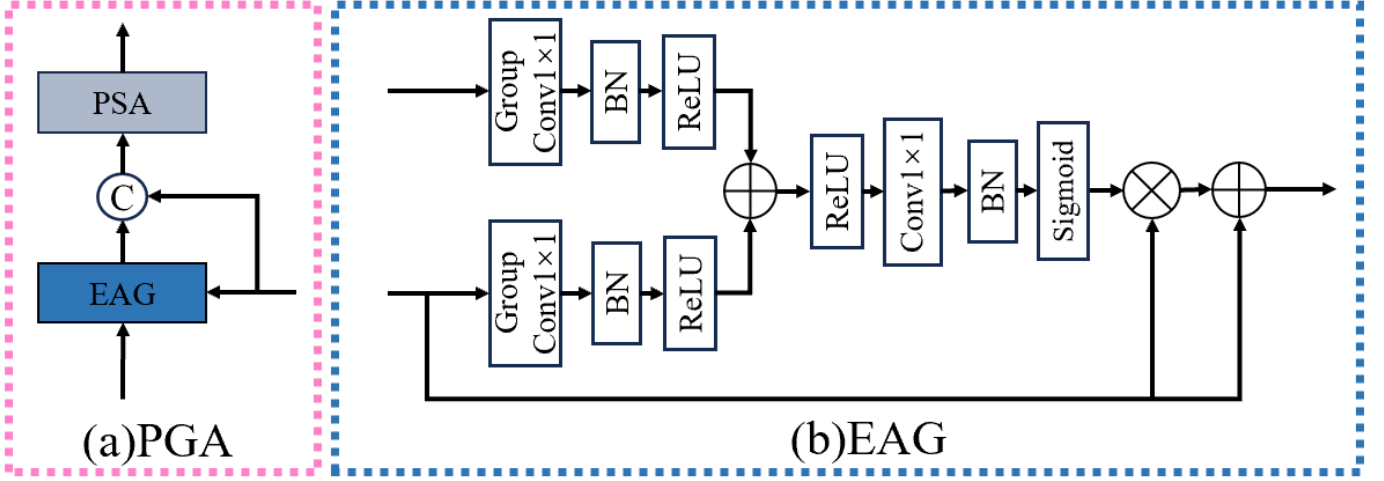 PSA
C
EAG
(a)PGA
Group
Conv1×1
BN
ReLU
Group
Conv1×1
BN
ReLU
ReLU
Conv1×1
BN
Sigmoid
(b)EAG